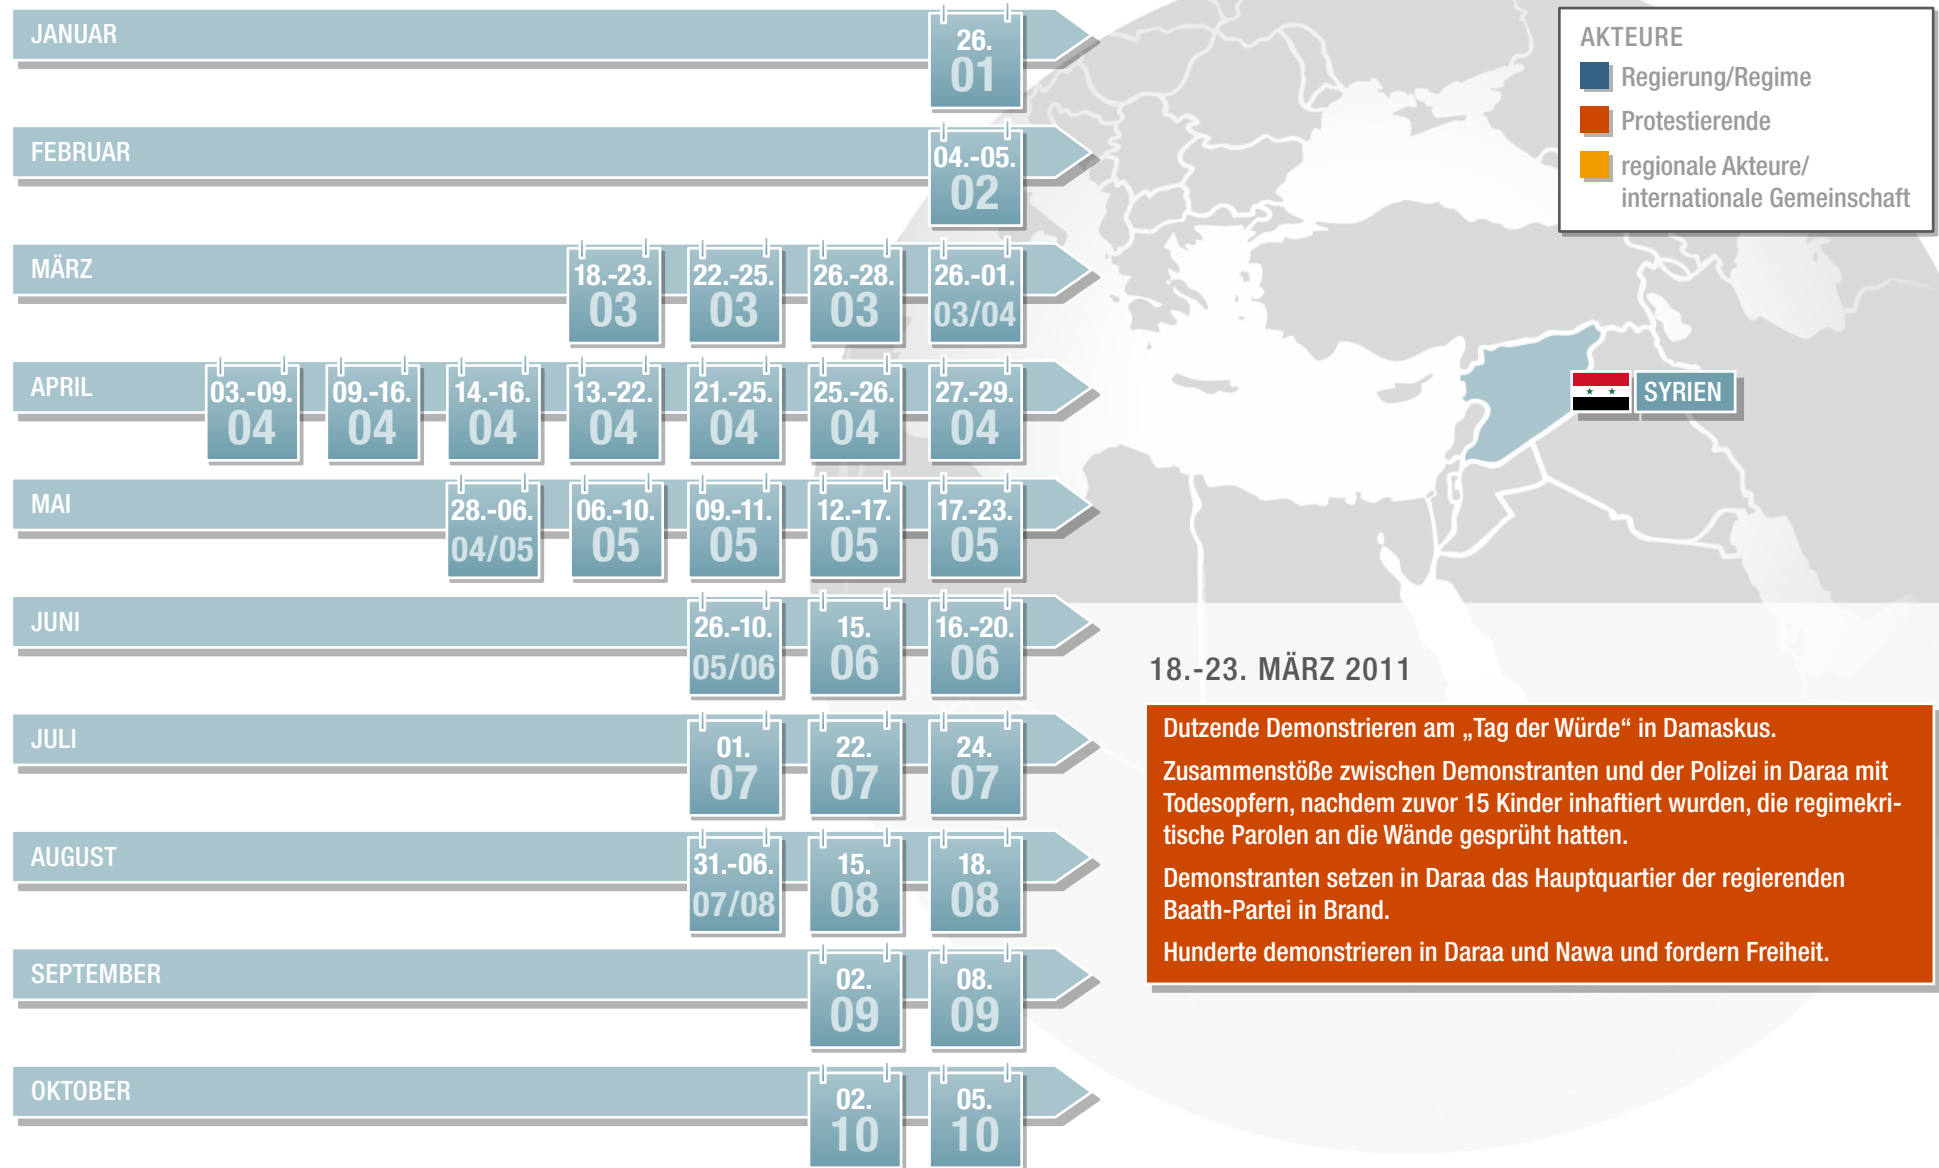 JANUAR
26.
01
FEBRUAR
04.-05.
02
MÄRZ
18.-23.
03
22.-25.
03
26.-28.
03
26.-01.
03/04
APRIL
03.-09.
04
09.-16.
04
14.-16.
04
13.-22.
04
21.-25.
04
25.-26.
04
27.-29.
04
MAI
28.-06.
04/05
06.-10.
05
09.-11.
05
12.-17.
05
17.-23.
05
JUNI
26.-10.
05/06
15.
06
16.-20.
06
JULI
01.
07
22.
07
24.
07
AUGUST
31.-06.
07/08
15.
08
18.
08
SEPTEMBER
02.
09
08.
09
OKTOBER
02.
10
05.
10
AKTEURE
Regierung/Regime
Protestierende
regionale Akteure/
internationale Gemeinschaft
SYRIEN
18.-23. MÄRZ 2011
Dutzende Demonstrieren am „Tag der Würde“ in Damaskus.
Zusammenstöße zwischen Demonstranten und der Polizei in Daraa mit
Todesopfern, nachdem zuvor 15 Kinder inhaftiert wurden, die regimekri-
tische Parolen an die Wände gesprüht hatten.
Demonstranten setzen in Daraa das Hauptquartier der regierenden
Baath-Partei in Brand.
Hunderte demonstrieren in Daraa und Nawa und fordern Freiheit.